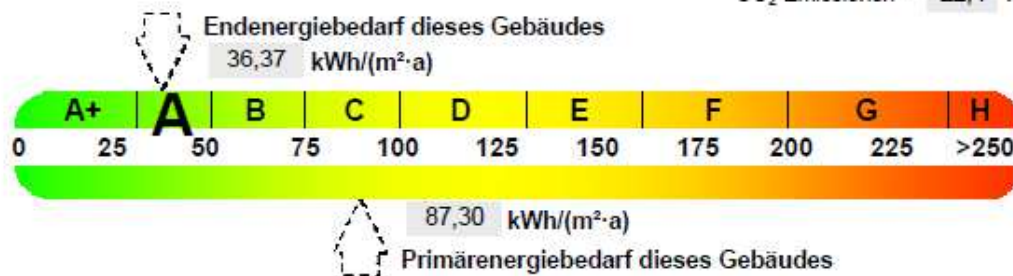 Endenergiebedarf dieses Gebäudes
36,37 kWh/(m²·a)
A+ A B C D E F G H
0 25 50 75 100 125 150 175 200 225 >250
87,30 kWh/(m²·a)
Primärenergiebedarf dieses Gebäudes